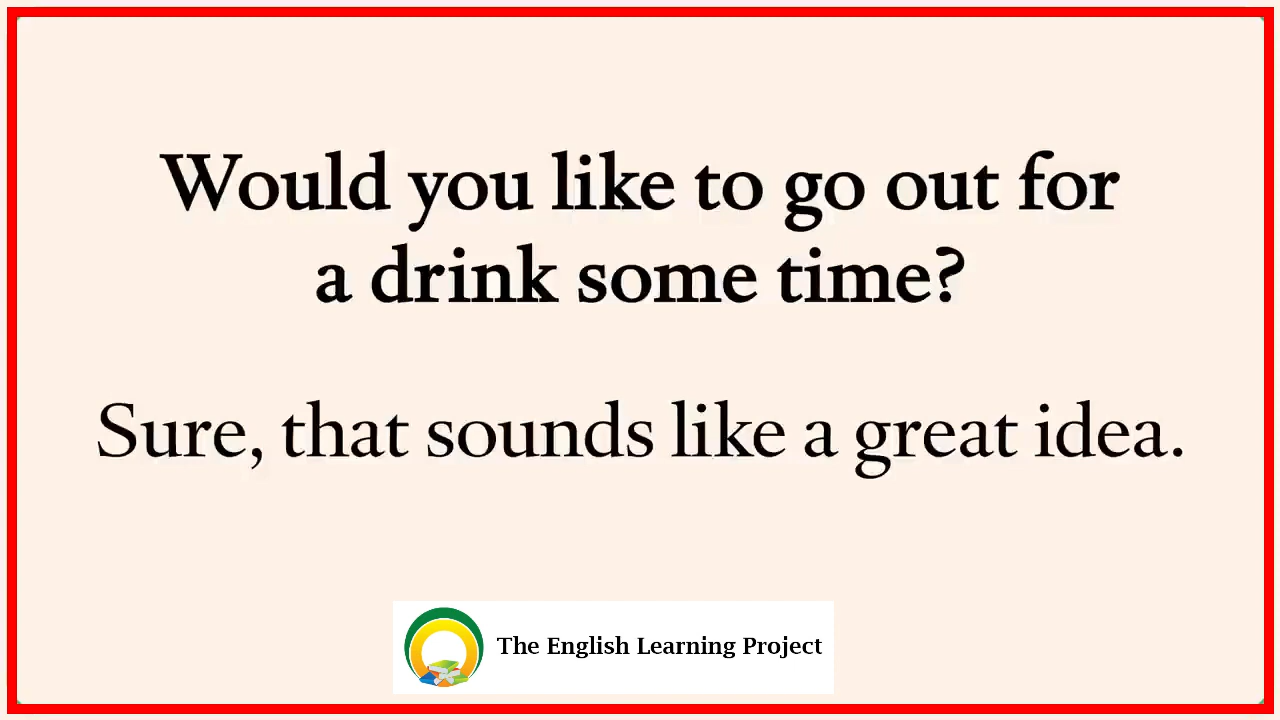 Would you like to go out for
a drink some time?
Sure, that sounds like a great idea.
The English Learning Project